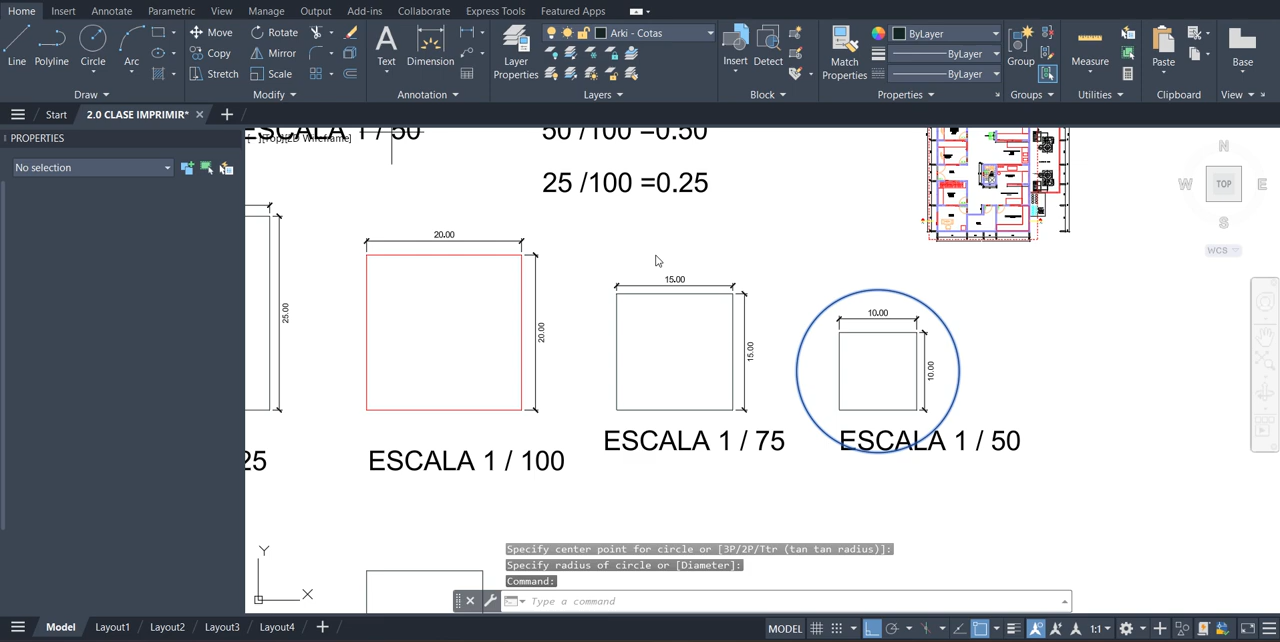 Home Insert Annotate Parametric View Manage Output Add-ins Collaborate Express Tools Featured Apps
Move Rotate Arki - Cotas ByLayer
Copy Mirror ByLayer
Line Polyline Circle Arc Text Dimension Layer Properties Insert Detect Match Properties Group Measure Paste Base
Stretch Scale ByLayer
Draw Modify Annotation Layers Block Properties Groups Utilities Clipboard View
Start 2.0 CLASE IMPRIMIR*
PROPERTIES
[Top][2D Wireframe]
No selection
ESCALA 1 / 50
50 /100 =0.50
25 /100 =0.25
N
W TOP E
S
WCS
20.00
15.00
10.00
25.00
20.00
15.00
10.00
ESCALA 1 / 75
ESCALA 1 / 50
25
ESCALA 1 / 100
Y
X
Specify center point for circle or [3P/2P/Ttr (tan tan radius)]:
Specify radius of circle or [Diameter]:
Command:
Type a command
Model Layout1 Layout2 Layout3 Layout4 MODEL 1:1